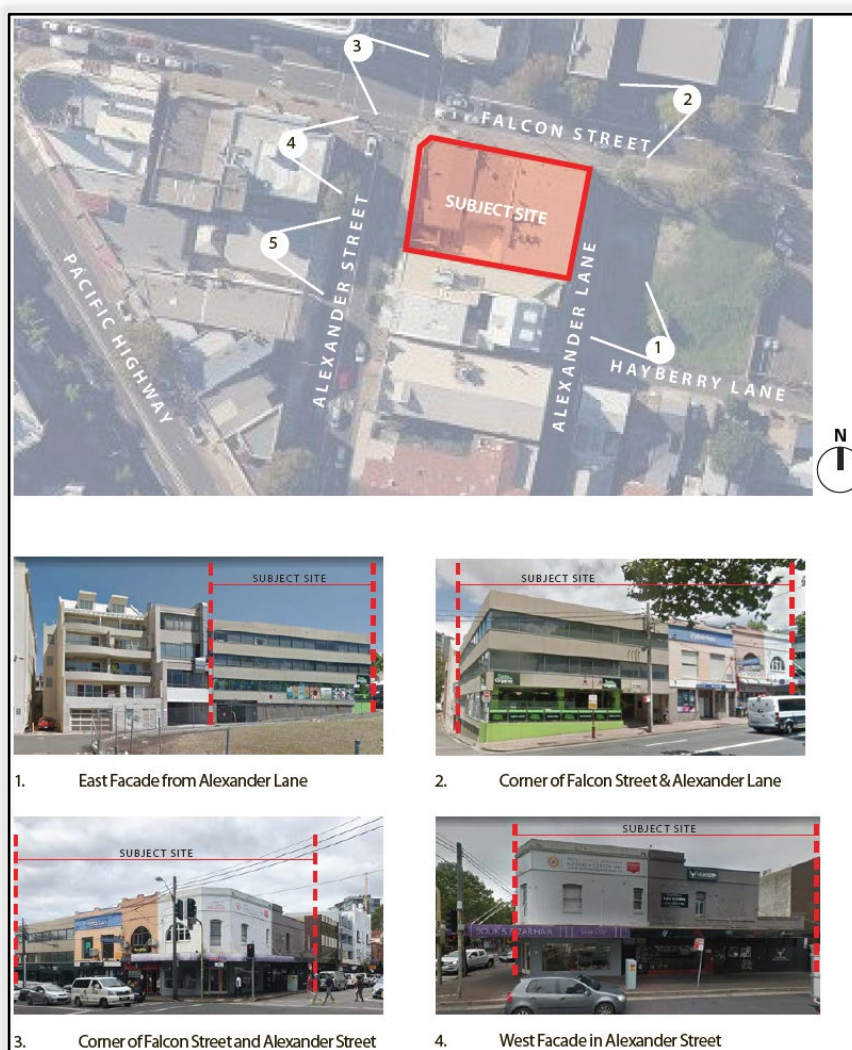 3
2
FALCON STREET
4
SUBJECT SITE
5
ALEXANDER STREET
PACIFIC HIGHWAY
ALEXANDER LANE
1
HAYBERRY LANE
N
SUBJECT SITE
SUBJECT SITE
1. East Facade from Alexander Lane
2. Corner of Falcon Street & Alexander Lane
SUBJECT SITE
SUBJECT SITE
3. Corner of Falcon Street and Alexander Street
4. West Facade in Alexander Street